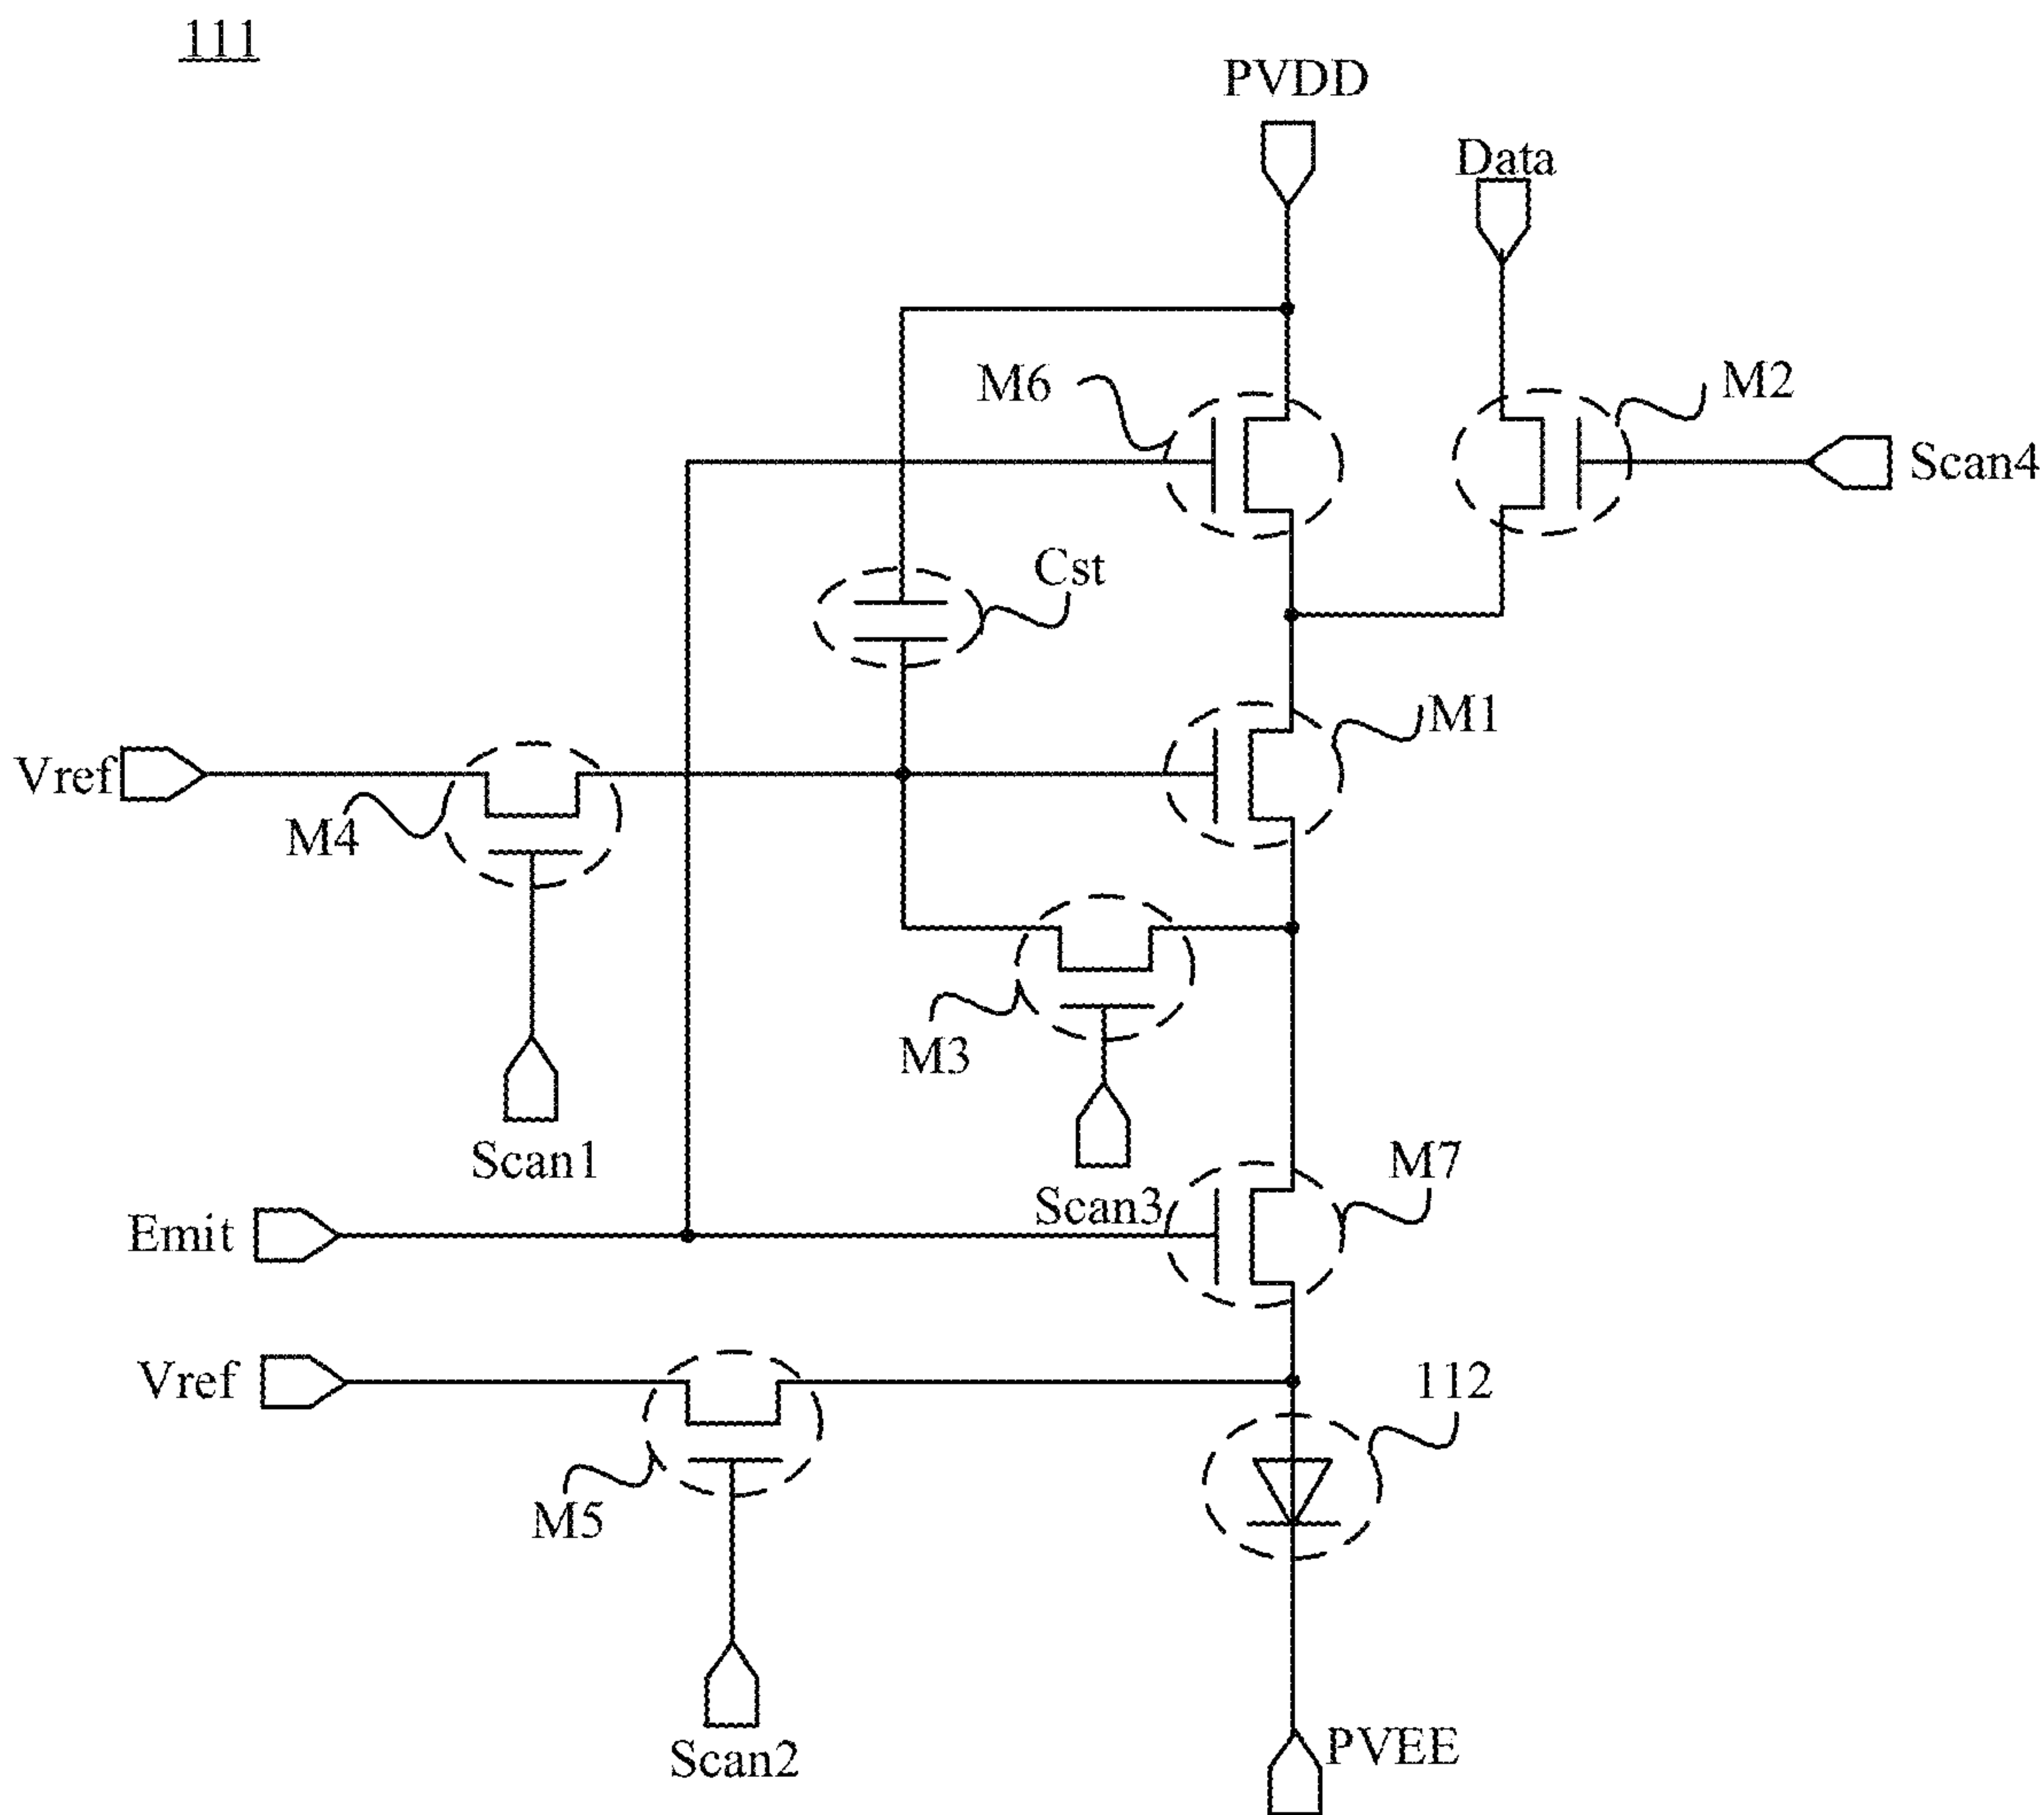 111
PVDD
Data
M6
M2
Scan4
Cst
M1
Vref
M4
M3
Scan1
M7
Scan3
Emit
Vref
112
M5
Scan2
PVEE